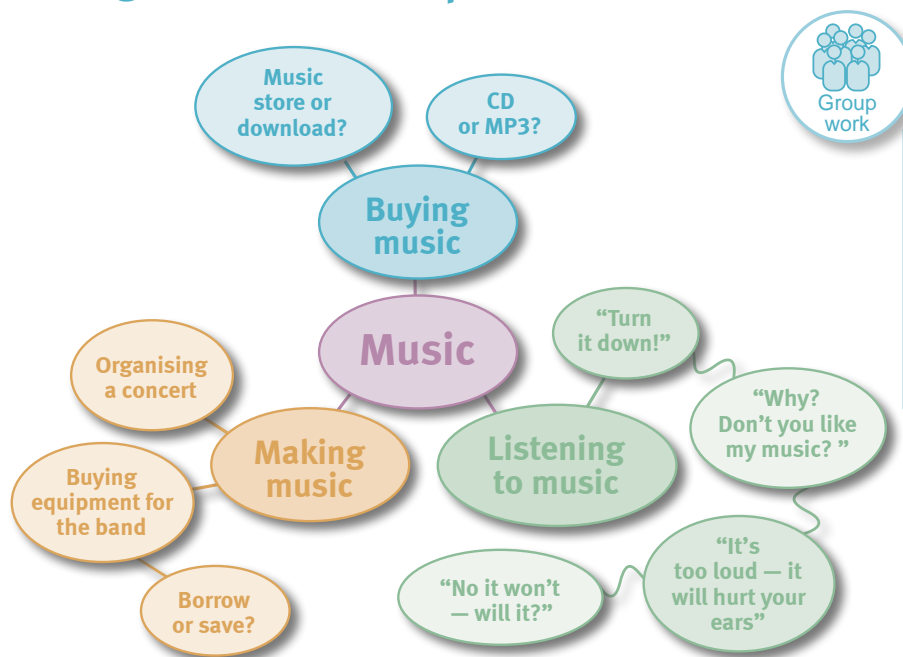 Group
work
Music
store or
download?
CD
or MP3?
Buying
music
Music
“Turn
it down!”
“Why?
Don’t you like
my music? ”
Organising
a concert
Making
music
Listening
to music
Buying
equipment for
the band
“It’s
too loud — it
will hurt your
ears”
“No it won’t
— will it?”
Borrow
or save?